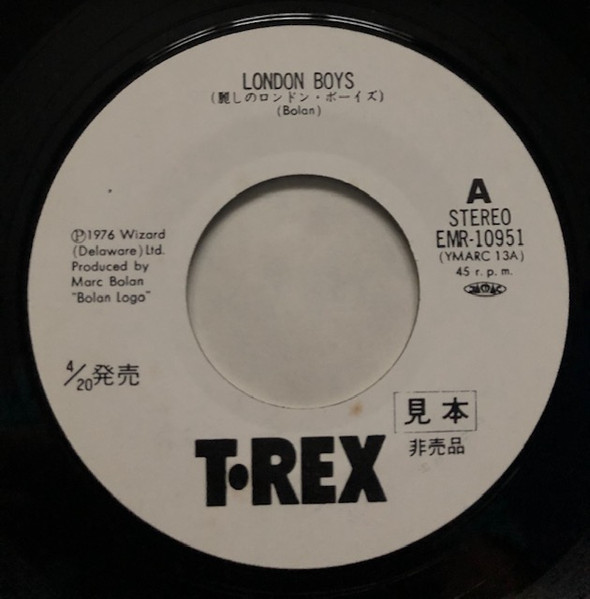 LONDON BOYS
(麗しのロンドン・ボーイズ)
(Bolan)
Ⓟ1976 Wizard
(Delaware) Ltd.
Produced by
Marc Bolan
"Bolan Logo"
A
STEREO
EMR-10951
(YMARC 13A)
45 r. p. m.
4/20発売
見本
非売品
T•REX